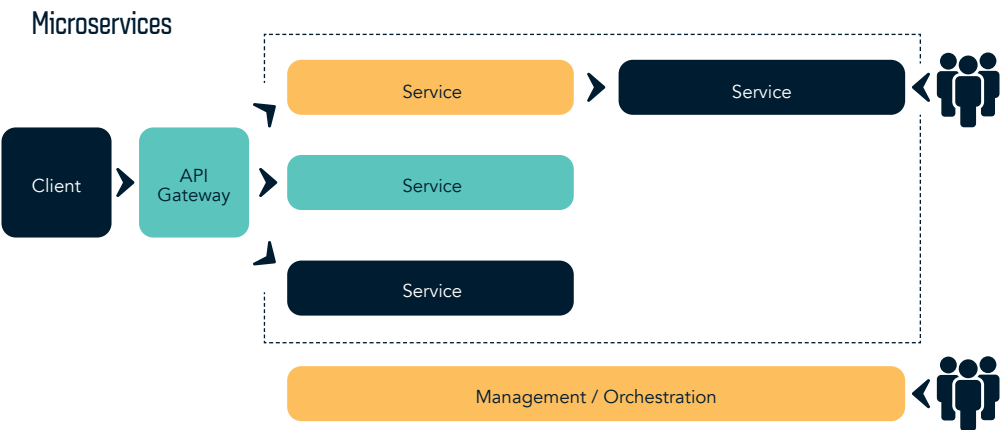 Microservices
Service
Service
Client
API
Gateway
Service
Service
Management / Orchestration